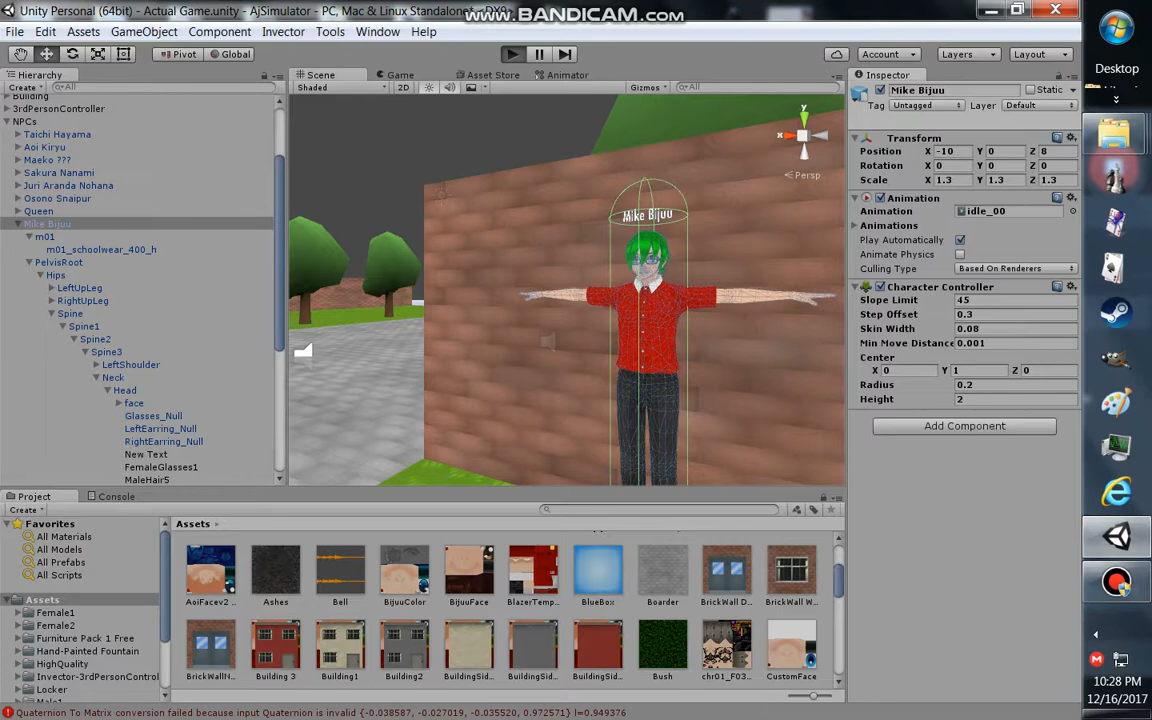 Unity Personal (64bit) - Actual Game.unity - AjSimulator - PC, Mac & Linux Standalone
www.BANDICAM.com
File Edit Assets GameObject Component Invector Tools Window Help
Pivot Global Account Layers Layout
Hierarchy
Create All
Building
3rdPersonController
NPCs
Taichi Hayama
Aoi Kiryu
Maeko ???
Sakura Nanami
Juri Aranda Nohana
Osono Snaipur
Queen
Mike Bijuu
m01
m01_schoolwear_400_h
PelvisRoot
Hips
LeftUpLeg
RightUpLeg
Spine
Spine1
Spine2
Spine3
LeftShoulder
Neck
Head
face
Glasses_Null
LeftEarring_Null
RightEarring_Null
New Text
FemaleGlasses1
MaleHair5
Scene Game Asset Store Animator
Shaded 2D Gizmos All
y
x
Persp
Mike Bijuu
Inspector
Mike Bijuu Static
Tag Untagged Layer Default
Transform
Position X -10 Y 0 Z 8
Rotation X 0 Y 0 Z 0
Scale X 1.3 Y 1.3 Z 1.3
Animation
Animation idle_00
Animations
Play Automatically
Animate Physics
Culling Type Based On Renderers
Character Controller
Slope Limit 45
Step Offset 0.3
Skin Width 0.08
Min Move Distance 0.001
Center
X 0 Y 1 Z 0
Radius 0.2
Height 2
Add Component
Project Console
Create
Favorites
All Materials
All Models
All Prefabs
All Scripts
Assets
Female1
Female2
Furniture Pack 1 Free
Hand-Painted Fountain
HighQuality
Invector-3rdPersonControl
Locker
Assets
AoiFacev2 ... Ashes Bell BijuuColor BijuuFace BlazerTemp... BlueBox Boarder BrickWall D... BrickWall W...
BrickWallN... Building 3 Building1 Building2 BuildingSid... BuildingSid... BuildingSid... Bush chr01_F03... CustomFace
Quaternion To Matrix conversion failed because input Quaternion is invalid {-0.038587, -0.027019, -0.035520, 0.972571} l=0.949376
Desktop
10:28 PM
12/16/2017